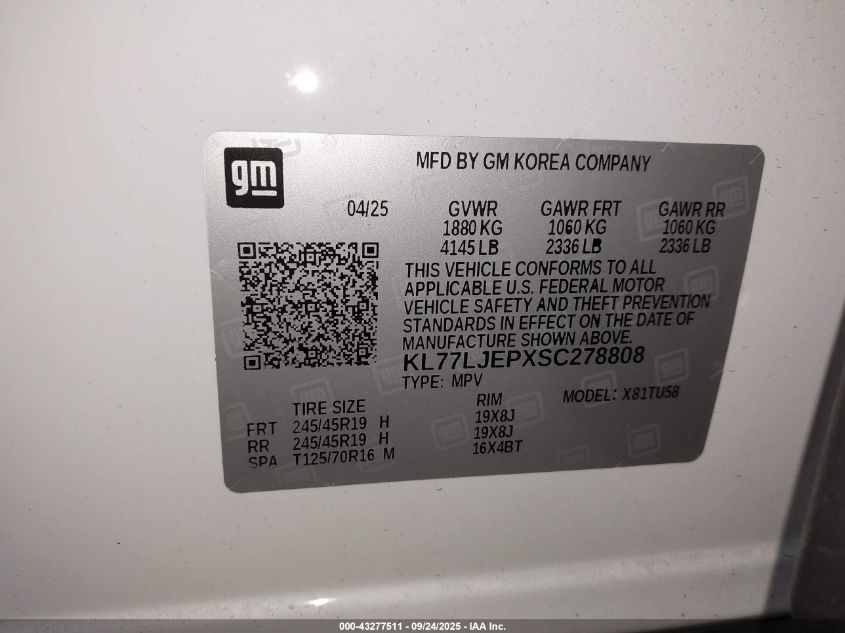 gm
MFD BY GM KOREA COMPANY
04/25 GVWR GAWR FRT GAWR RR
1880 KG 1060 KG 1060 KG
4145 LB 2336 LB 2336 LB
THIS VEHICLE CONFORMS TO ALL
APPLICABLE U.S. FEDERAL MOTOR
VEHICLE SAFETY AND THEFT PREVENTION
STANDARDS IN EFFECT ON THE DATE OF
MANUFACTURE SHOWN ABOVE.
KL77LJEPXSC278808
TYPE: MPV MODEL: X81TU58
TIRE SIZE RIM
FRT 245/45R19 H 19X8J
RR 245/45R19 H 19X8J
SPA T125/70R16 M 16X4BT
000-43277511 - 09/24/2025 - IAA Inc.